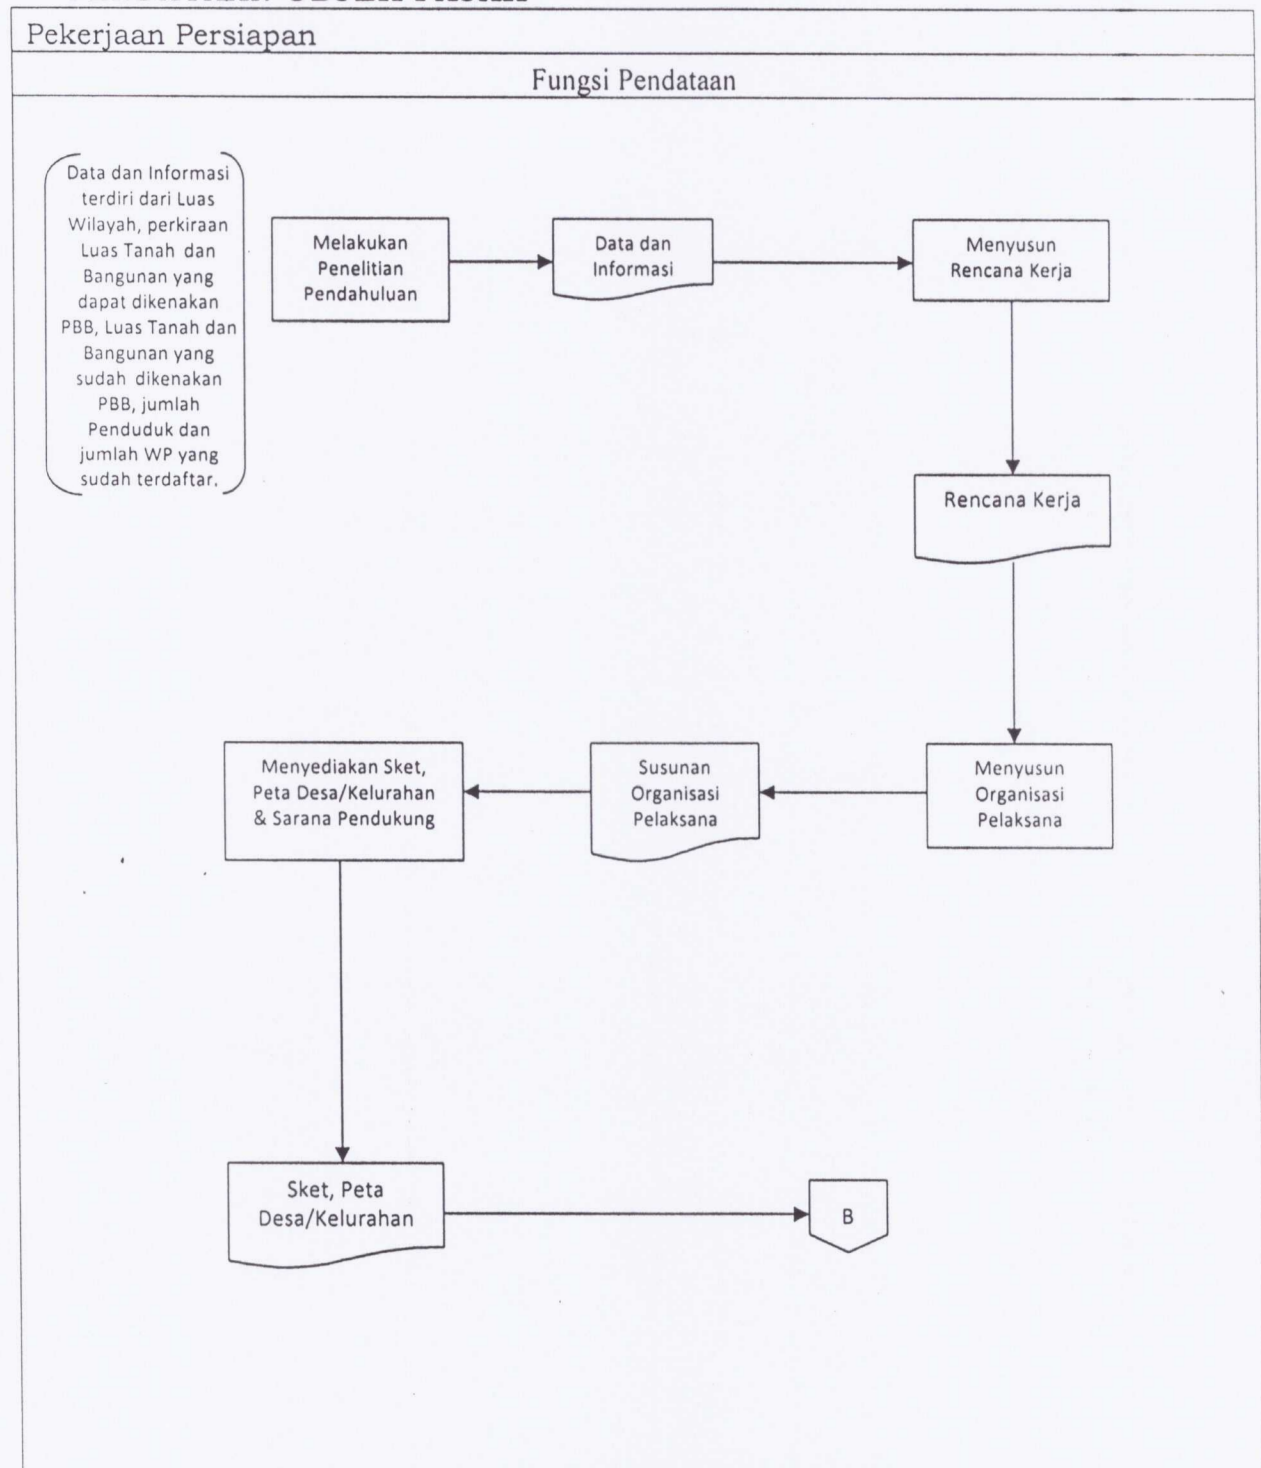 Pekerjaan Persiapan
Fungsi Pendataan
Data dan Informasi
terdiri dari Luas
Wilayah, perkiraan
Luas Tanah dan
Bangunan yang
dapat dikenakan
PBB, Luas Tanah dan
Bangunan yang
sudah dikenakan
PBB, jumlah
Penduduk dan
jumlah WP yang
sudah terdaftar.
Melakukan
Penelitian
Pendahuluan
Data dan
Informasi
Menyusun
Rencana Kerja
Rencana Kerja
Menyusun
Organisasi
Pelaksana
Susunan
Organisasi
Pelaksana
Menyediakan Sket,
Peta Desa/Kelurahan
& Sarana Pendukung
Sket, Peta
Desa/Kelurahan
B